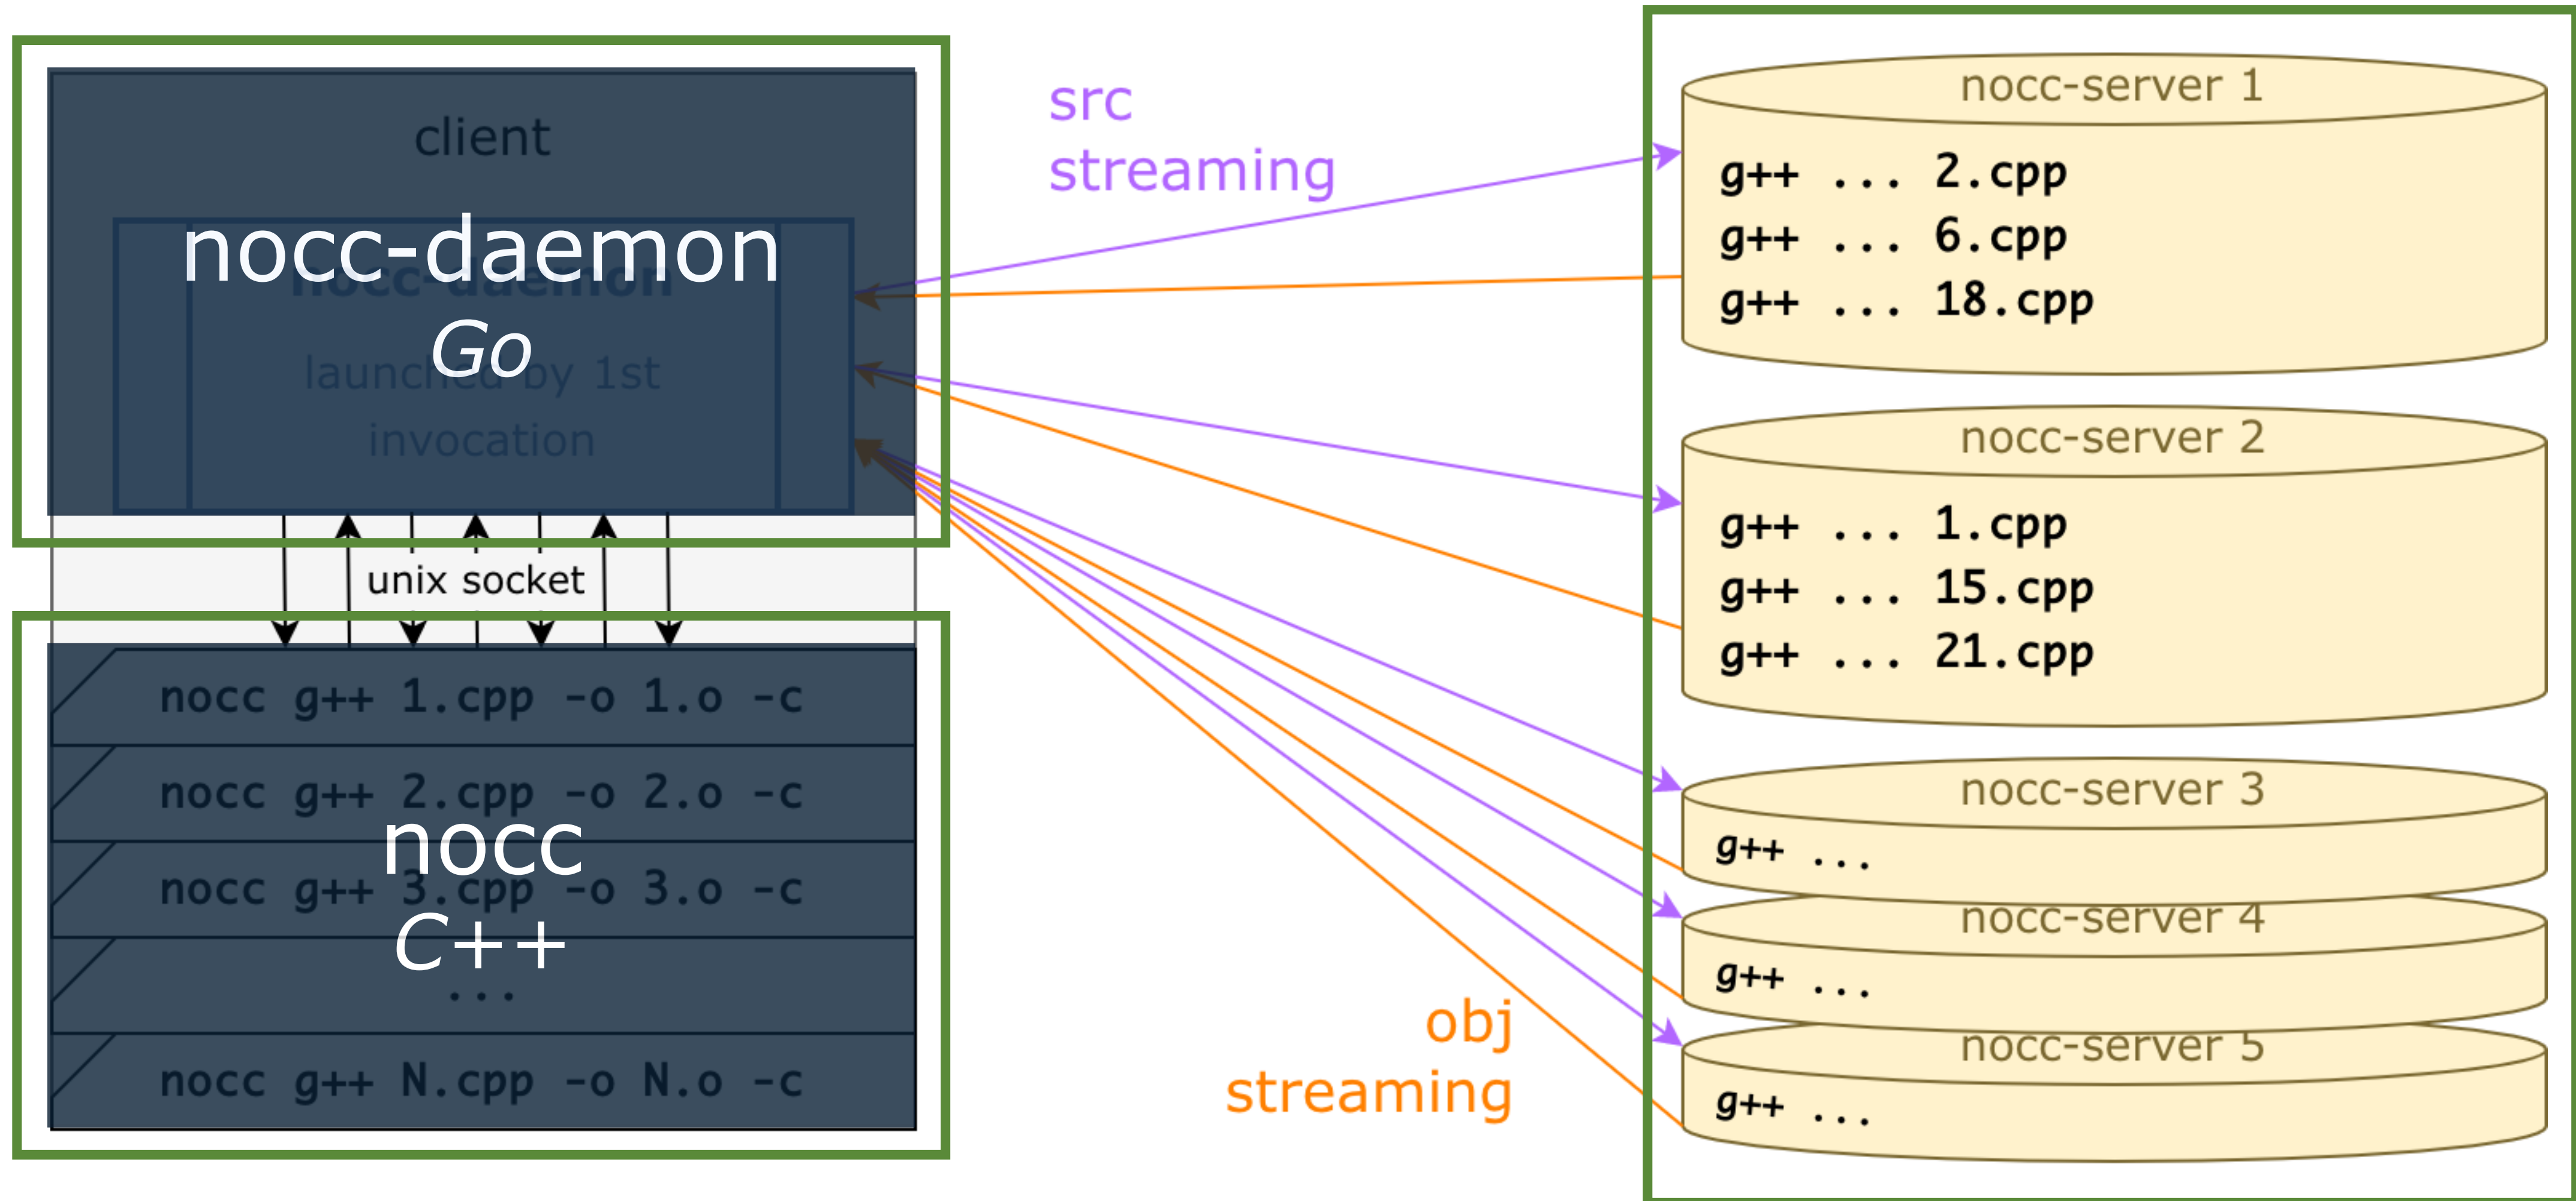 client
nocc-daemon
nocc-daemon
Go
launched by 1st
invocation
unix socket
nocc g++ 1.cpp -o 1.o -c
nocc g++ 2.cpp -o 2.o -c
nocc
nocc g++ 3.cpp -o 3.o -c
C++
...
nocc g++ N.cpp -o N.o -c
src
streaming
obj
streaming
nocc-server 1
g++ ... 2.cpp
g++ ... 6.cpp
g++ ... 18.cpp
nocc-server 2
g++ ... 1.cpp
g++ ... 15.cpp
g++ ... 21.cpp
nocc-server 3
g++ ...
nocc-server 4
g++ ...
nocc-server 5
g++ ...